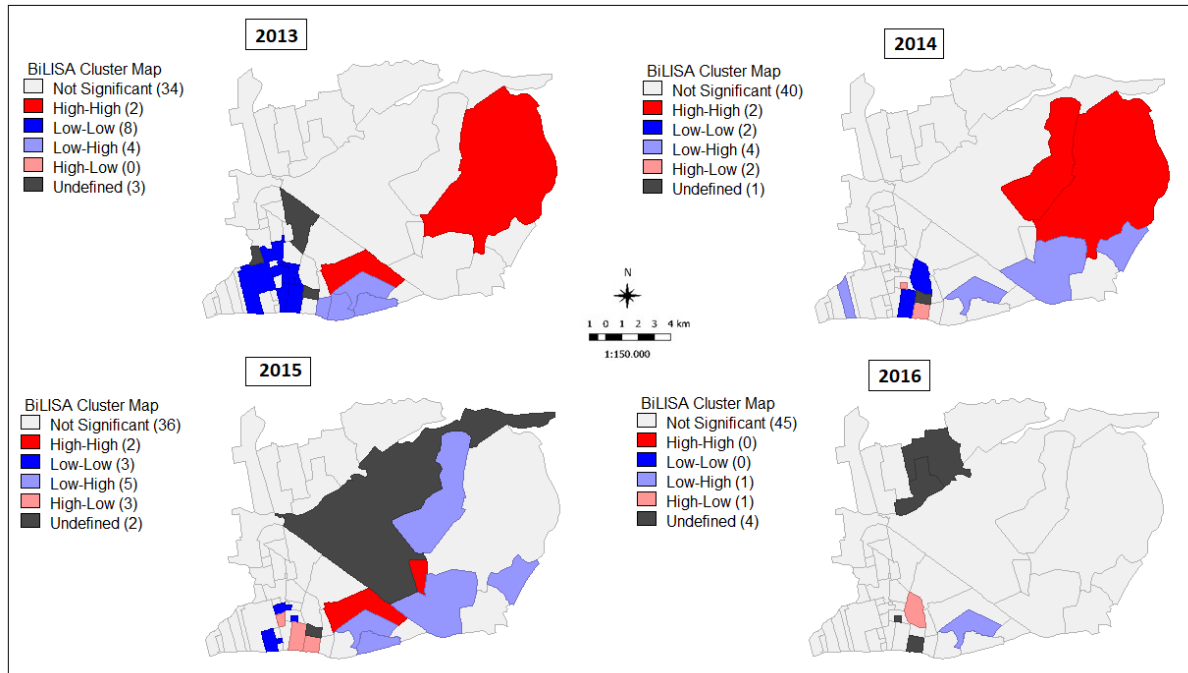 2013
BiLISA Cluster Map
Not Significant (34)
High-High (2)
Low-Low (8)
Low-High (4)
High-Low (0)
Undefined (3)
2014
BiLISA Cluster Map
Not Significant (40)
High-High (2)
Low-Low (2)
Low-High (4)
High-Low (2)
Undefined (1)
N
1 0 1 2 3 4 km
1:150.000
2015
BiLISA Cluster Map
Not Significant (36)
High-High (2)
Low-Low (3)
Low-High (5)
High-Low (3)
Undefined (2)
2016
BiLISA Cluster Map
Not Significant (45)
High-High (0)
Low-Low (0)
Low-High (1)
High-Low (1)
Undefined (4)